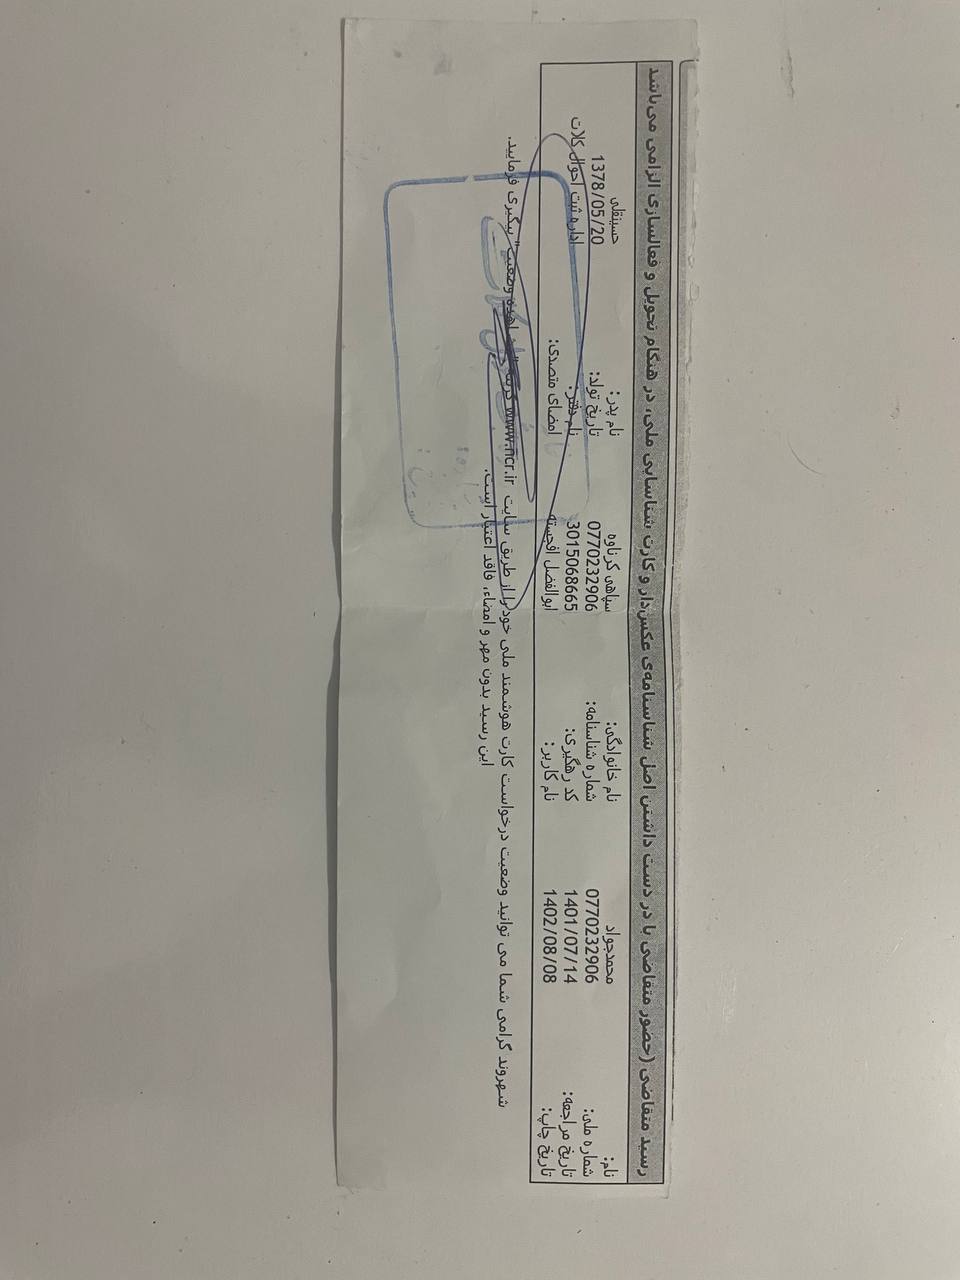 رسید متقاضی (حضور متقاضی با در دست داشتن اصل شناسنامه‌ی عکس‌دار و کارت شناسایی ملی، در هنگام تحویل و فعالسازی الزامی می‌باشد
نام: محمدجواد نام خانوادگی: سپاهی کرناوه نام پدر: حسینقلی
شماره ملی: 0770232906 شماره شناسنامه: 0770232906 تاریخ تولد: 1378/05/20
تاریخ مراجعه: 1401/07/14 کد رهگیری: 3015068665 نام دفتر: اداره ثبت احوال کلات
تاریخ چاپ: 1402/08/08 نام کاربر: ابوالفضل افجسته امضای متصدی:
شهروند گرامی شما می توانید وضعیت درخواست کارت هوشمند ملی خود را از طریق سایت www.ncr.ir گزینه وضعیت" پیگیری فرمایید.
این رسید بدون مهر و امضاء، فاقد اعتبار است.